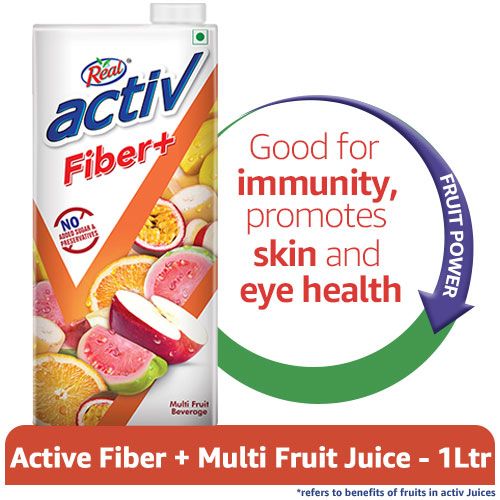 Réal
activ
Fiber+
NO
ADDED SUGAR &
PRESERVATIVES
Multi Fruit
Beverage
Good for
immunity,
promotes
skin and
eye health
FRUIT POWER
Active Fiber + Multi Fruit Juice - 1Ltr
*refers to benefits of fruits in activ Juices